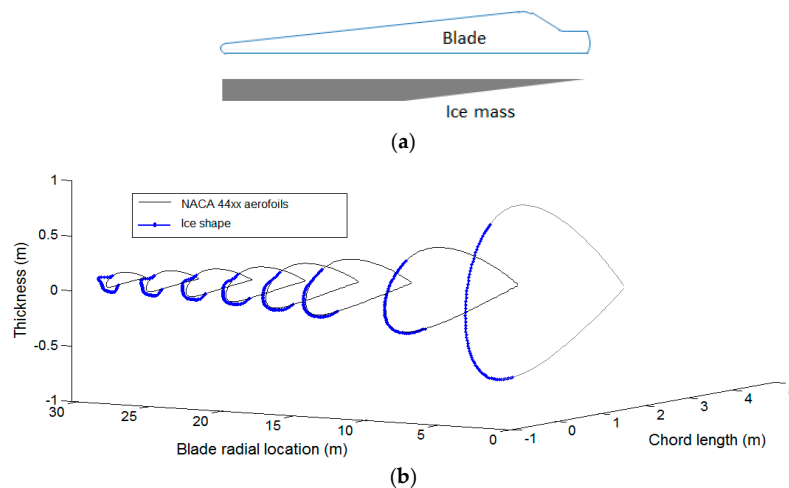 Blade
Ice mass
(a)
1
NACA 44xx aerofoils
Ice shape
0.5
0
-0.5
-1
Thickness (m)
30
25
20
15
10
5
0
Blade radial location (m)
-1
0
1
2
3
4
Chord length (m)
(b)